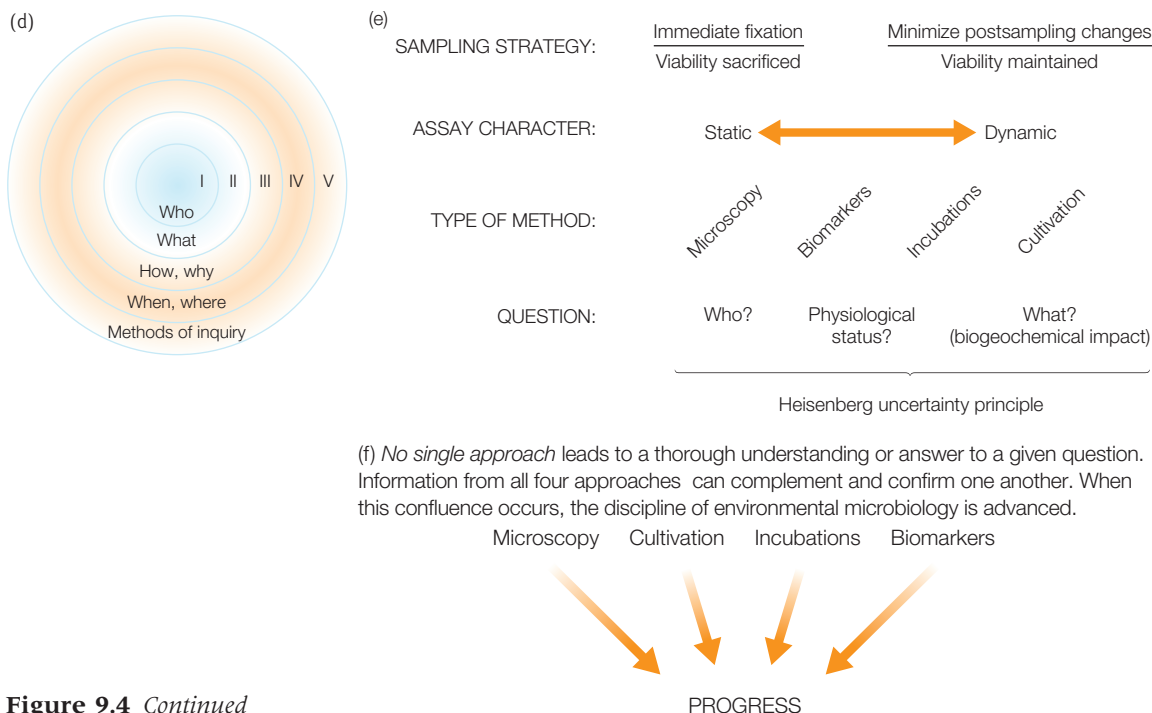 (d)
I II III IV V
Who
What
How, why
When, where
Methods of inquiry
(e)
SAMPLING STRATEGY:
Immediate fixation
Viability sacrificed
Minimize postsampling changes
Viability maintained
ASSAY CHARACTER:
Static
Dynamic
TYPE OF METHOD:
Microscopy
Biomarkers
Incubations
Cultivation
QUESTION:
Who?
Physiological
status?
What?
(biogeochemical impact)
Heisenberg uncertainty principle
(f) No single approach leads to a thorough understanding or answer to a given question.
Information from all four approaches can complement and confirm one another. When
this confluence occurs, the discipline of environmental microbiology is advanced.
Microscopy Cultivation Incubations Biomarkers
PROGRESS
Figure 9.4 Continued